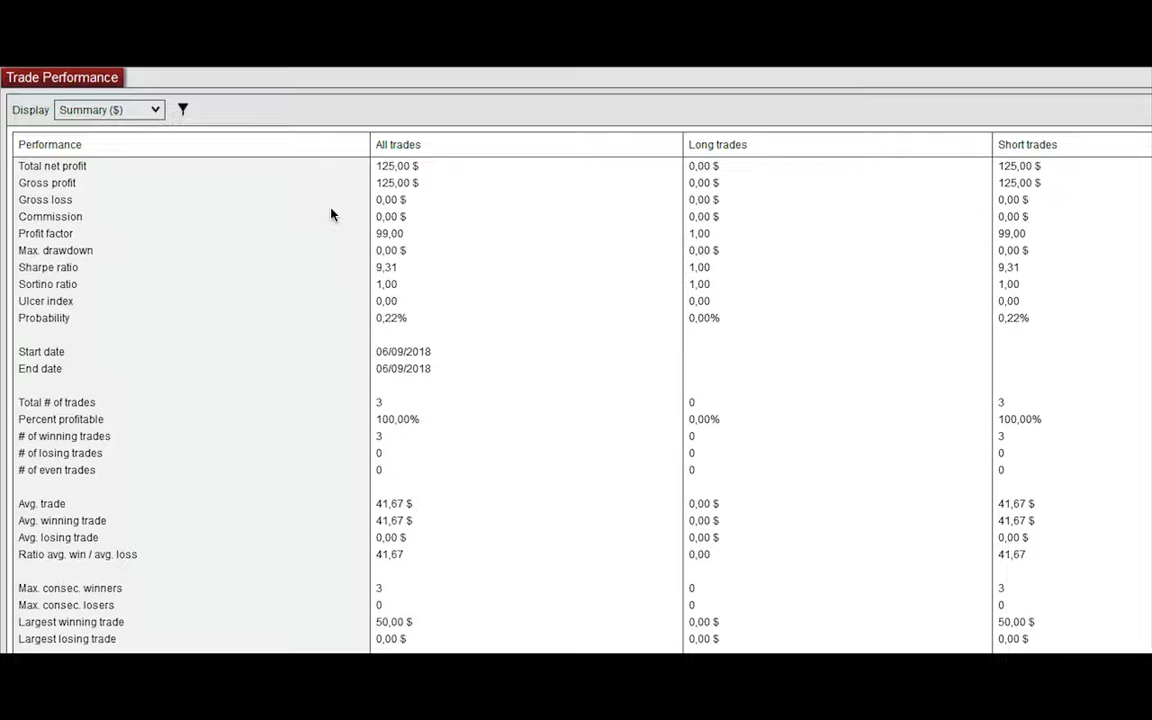 Trade Performance
Display Summary ($)
Performance All trades Long trades Short trades
Total net profit 125,00 $ 0,00 $ 125,00 $
Gross profit 125,00 $ 0,00 $ 125,00 $
Gross loss 0,00 $ 0,00 $ 0,00 $
Commission 0,00 $ 0,00 $ 0,00 $
Profit factor 99,00 1,00 99,00
Max. drawdown 0,00 $ 0,00 $ 0,00 $
Sharpe ratio 9,31 1,00 9,31
Sortino ratio 1,00 1,00 1,00
Ulcer index 0,00 0,00 0,00
Probability 0,22% 0,00% 0,22%
Start date 06/09/2018
End date 06/09/2018
Total # of trades 3 0 3
Percent profitable 100,00% 0,00% 100,00%
# of winning trades 3 0 3
# of losing trades 0 0 0
# of even trades 0 0 0
Avg. trade 41,67 $ 0,00 $ 41,67 $
Avg. winning trade 41,67 $ 0,00 $ 41,67 $
Avg. losing trade 0,00 $ 0,00 $ 0,00 $
Ratio avg. win / avg. loss 41,67 0,00 41,67
Max. consec. winners 3 0 3
Max. consec. losers 0 0 0
Largest winning trade 50,00 $ 0,00 $ 50,00 $
Largest losing trade 0,00 $ 0,00 $ 0,00 $